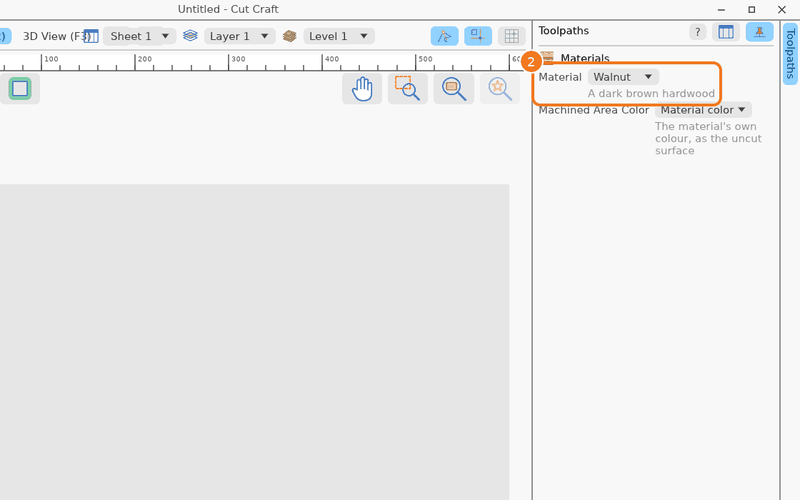 Untitled - Cut Craft
3D View (F3)
Sheet 1
Layer 1
Level 1
Toolpaths
?
Toolpaths
100
200
300
400
500
2
Materials
Material
Walnut
A dark brown hardwood
Machined Area Color
Material color
The material's own
colour, as the uncut
surface